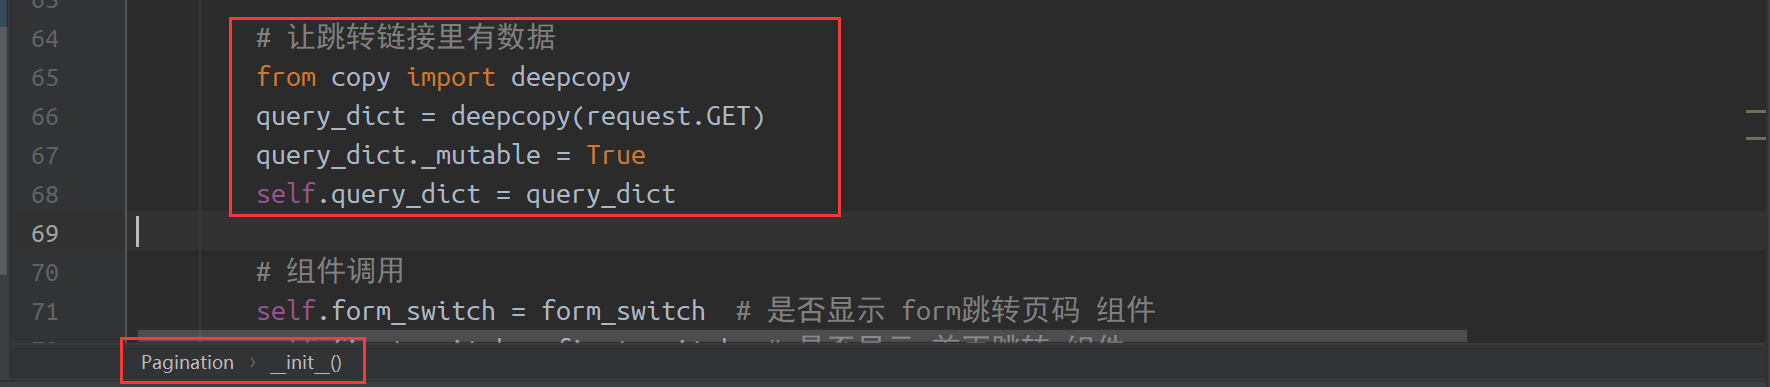 64 # 让跳转链接里有数据
65 from copy import deepcopy
66 query_dict = deepcopy(request.GET)
67 query_dict._mutable = True
68 self.query_dict = query_dict
69
70 # 组件调用
71 self.form_switch = form_switch # 是否显示 form跳转页码 组件
Pagination › __init__()